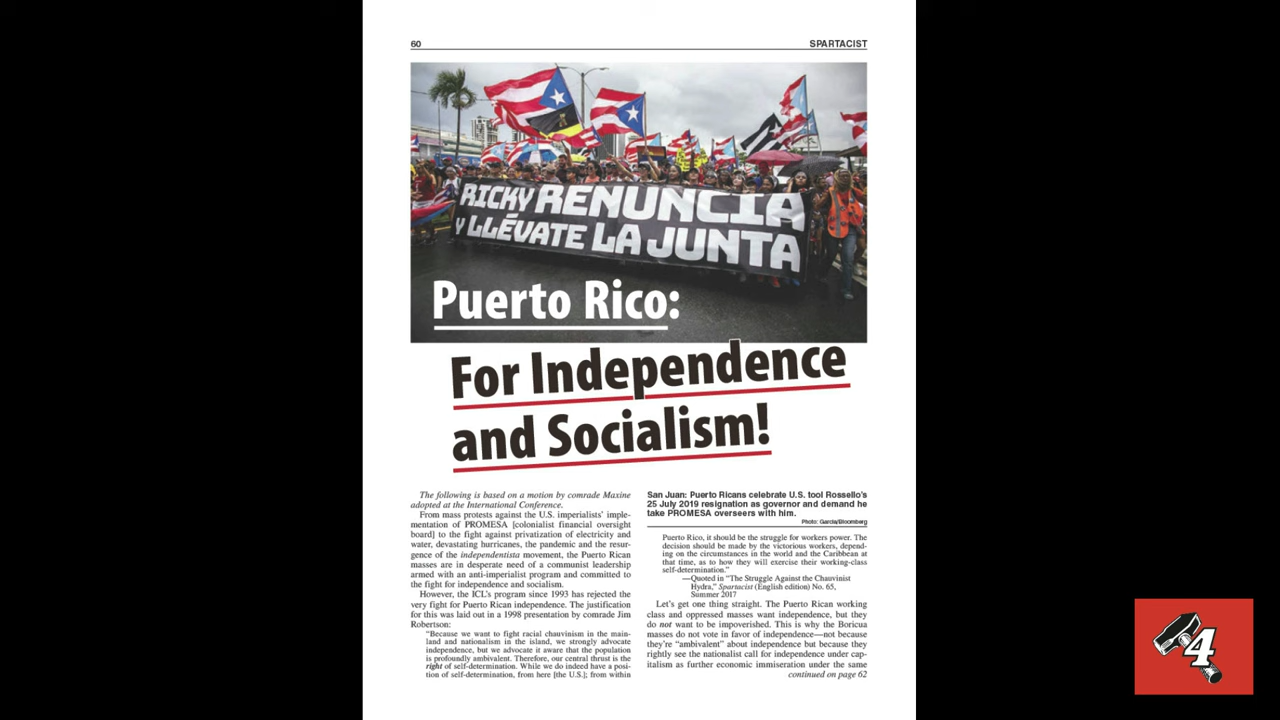 60
SPARTACIST
RICKY RENUNCIA
Y LLÉVATE LA JUNTA
Puerto Rico:
For Independence
and Socialism!
The following is based on a motion by comrade Maxine
adopted at the International Conference.
From mass protests against the U.S. imperialists' imple-
mentation of PROMESA [colonialist financial oversight
board] to the fight against privatization of electricity and
water, devastating hurricanes, the pandemic and the resur-
gence of the independentista movement, the Puerto Rican
masses are in desperate need of a communist leadership
armed with an anti-imperialist program and committed to
the fight for independence and socialism.
However, the ICL's program since 1993 has rejected the
very fight for Puerto Rican independence. The justification
for this was laid out in a 1998 presentation by comrade Jim
Robertson:
"Because we want to fight racial chauvinism in the main-
land and nationalism in the island, we strongly advocate
independence, but we advocate it aware that the population
is profoundly ambivalent. Therefore, our central thrust is the
right of self-determination. While we do indeed have a posi-
tion of self-determination, from here [the U.S.]; from within
San Juan: Puerto Ricans celebrate U.S. tool Rossello's
25 July 2019 resignation as governor and demand he
take PROMESA overseers with him.
Photo: Garcia/Bloomberg
Puerto Rico, it should be the struggle for workers power. The
decision should be made by the victorious workers, depend-
ing on the circumstances in the world and the Caribbean at
that time, as to how they will exercise their working-class
self-determination."
—Quoted in "The Struggle Against the Chauvinist
Hydra," Spartacist (English edition) No. 65,
Summer 2017
Let's get one thing straight. The Puerto Rican working
class and oppressed masses want independence, but they
do not want to be impoverished. This is why the Boricua
masses do not vote in favor of independence—not because
they're "ambivalent" about independence but because they
rightly see the nationalist call for independence under cap-
italism as further economic immiseration under the same
continued on page 62
4